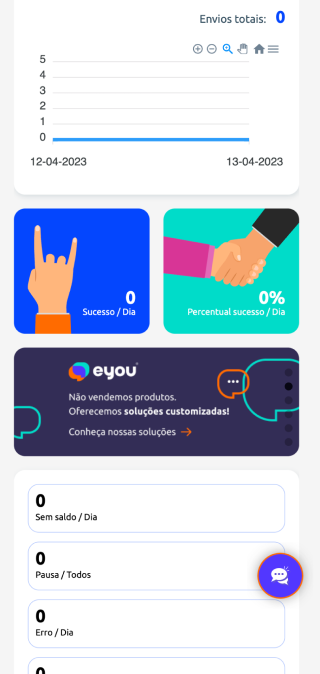 Envios totais: 0
5
4
3
2
1
0
12-04-2023 13-04-2023
0
Sucesso / Dia
0%
Percentual sucesso / Dia
eyou
Não vendemos produtos.
Oferecemos soluções customizadas!
Conheça nossas soluções →
0
Sem saldo / Dia
0
Pausa / Todos
0
Erro / Dia
0